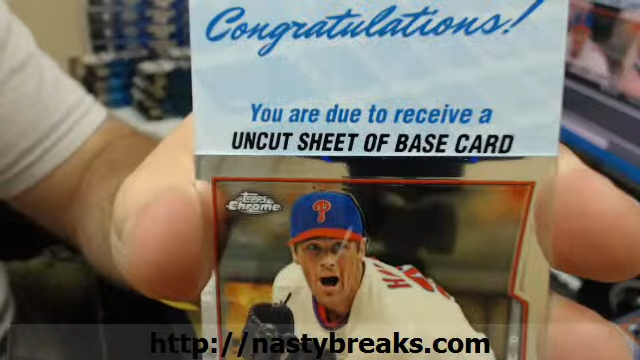 Congratulations!
You are due to receive a
UNCUT SHEET OF BASE CARD
Topps
Chrome
P
http://nastybreaks.com